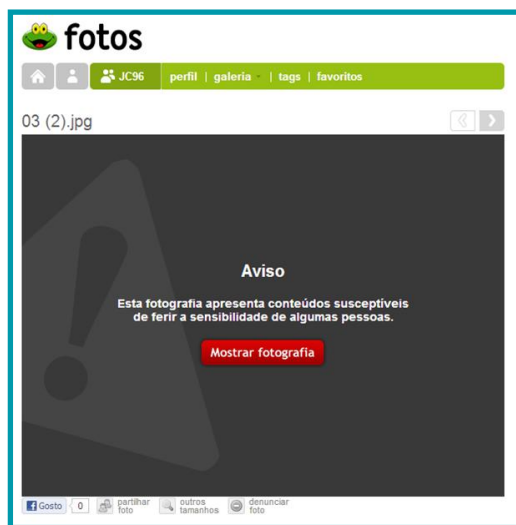 fotos
JC96 perfil | galeria | tags | favoritos
03 (2).jpg
Aviso
Esta fotografia apresenta conteúdos susceptíveis
de ferir a sensibilidade de algumas pessoas.
Mostrar fotografia
Gosto 0 partilhar foto outros tamanhos denunciar foto